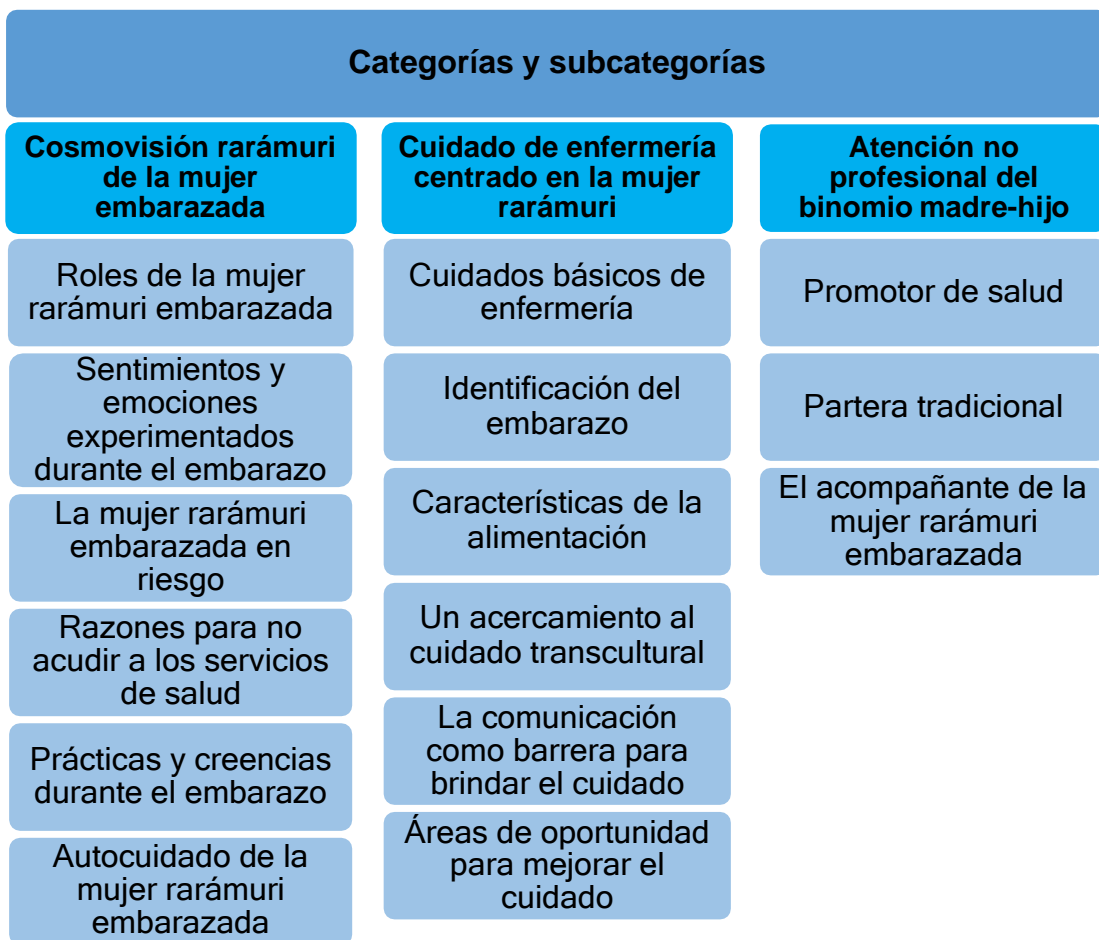 Categorías y subcategorías
Cosmovisión rarámuri
de la mujer
embarazada
Roles de la mujer
rarámuri embarazada
Sentimientos y
emociones
experimentados
durante el embarazo
La mujer rarámuri
embarazada en
riesgo
Razones para no
acudir a los servicios
de salud
Prácticas y creencias
durante el embarazo
Autocuidado de la
mujer rarámuri
embarazada
Cuidado de enfermería
centrado en la mujer
rarámuri
Cuidados básicos de
enfermería
Identificación del
embarazo
Características de la
alimentación
Un acercamiento al
cuidado transcultural
La comunicación
como barrera para
brindar el cuidado
Áreas de oportunidad
para mejorar el
cuidado
Atención no
profesional del
binomio madre-hijo
Promotor de salud
Partera tradicional
El acompañante de la
mujer rarámuri
embarazada